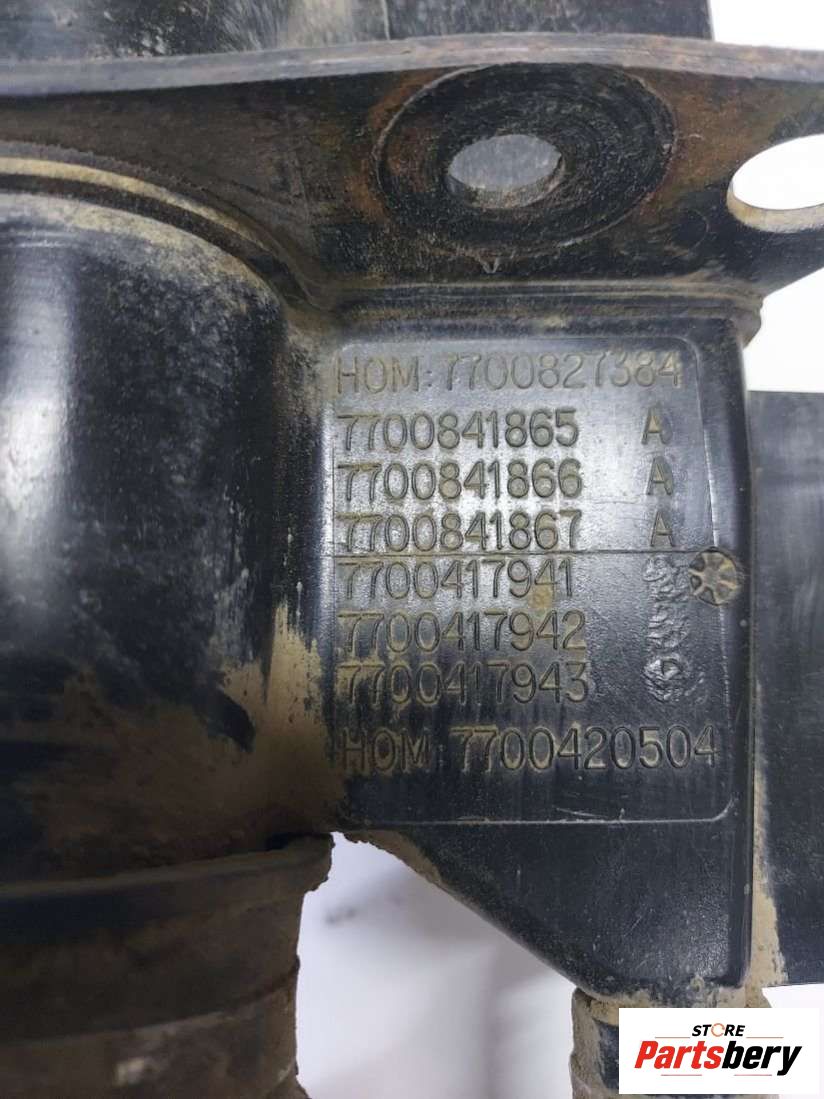 HOM: 7700827384
7700841865 A
7700841866 A
7700841867 A
7700417941
7700417942
7700417943
HOM: 7700420504
STORE
Partsbery